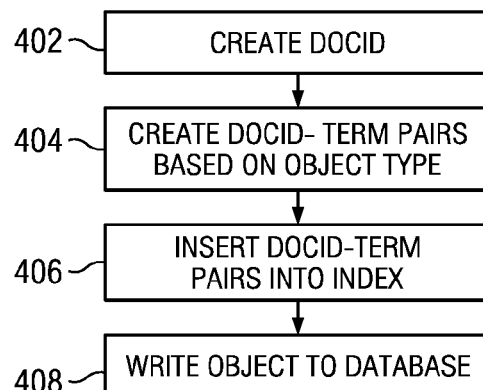 402 CREATE DOCID
404 CREATE DOCID- TERM PAIRS
BASED ON OBJECT TYPE
406 INSERT DOCID-TERM
PAIRS INTO INDEX
408 WRITE OBJECT TO DATABASE